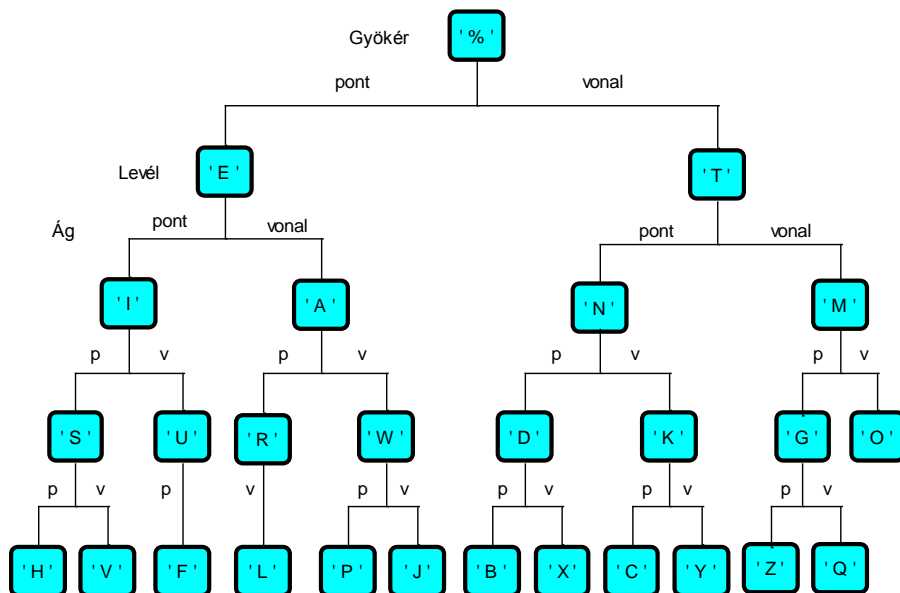 Gyökér '%'
pont vonal
Levél 'E' 'T'
Ág pont vonal pont vonal
'I' 'A' 'N' 'M'
p v p v p v p v
'S' 'U' 'R' 'W' 'D' 'K' 'G' 'O'
p v p v p v p v p v p v
'H' 'V' 'F' 'L' 'P' 'J' 'B' 'X' 'C' 'Y' 'Z' 'Q'